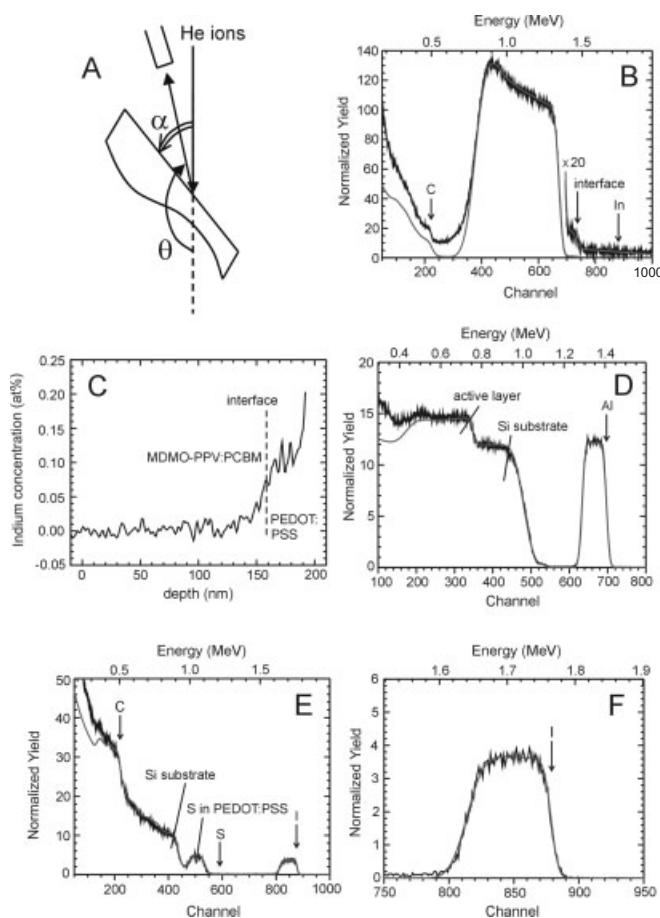 A
He ions
α
θ
Energy (MeV)
0.5 1.0 1.5
B
Normalized Yield
140
120
100
80
60
40
20
0
C
x 20
interface
In
200 400 600 800 1000
Channel
C
Indium concentration (at%)
0.25
0.20
0.15
0.10
0.05
0.00
-0.05
interface
MDMO-PPV:PCBM
PEDOT:
PSS
0 50 100 150 200
depth (nm)
Energy (MeV)
0.4 0.6 0.8 1.0 1.2 1.4
D
Normalized Yield
20
15
10
5
0
active layer
Si substrate
Al
100 200 300 400 500 600 700 800
Channel
Energy (MeV)
0.5 1.0 1.5
E
Normalized Yield
50
40
30
20
10
0
C
Si substrate
S in PEDOT:PSS
S
I
200 400 600 800 1000
Channel
Energy (MeV)
1.6 1.7 1.8 1.9
F
Normalized Yield
6
5
4
3
2
1
0
I
750 800 850 900 950
Channel